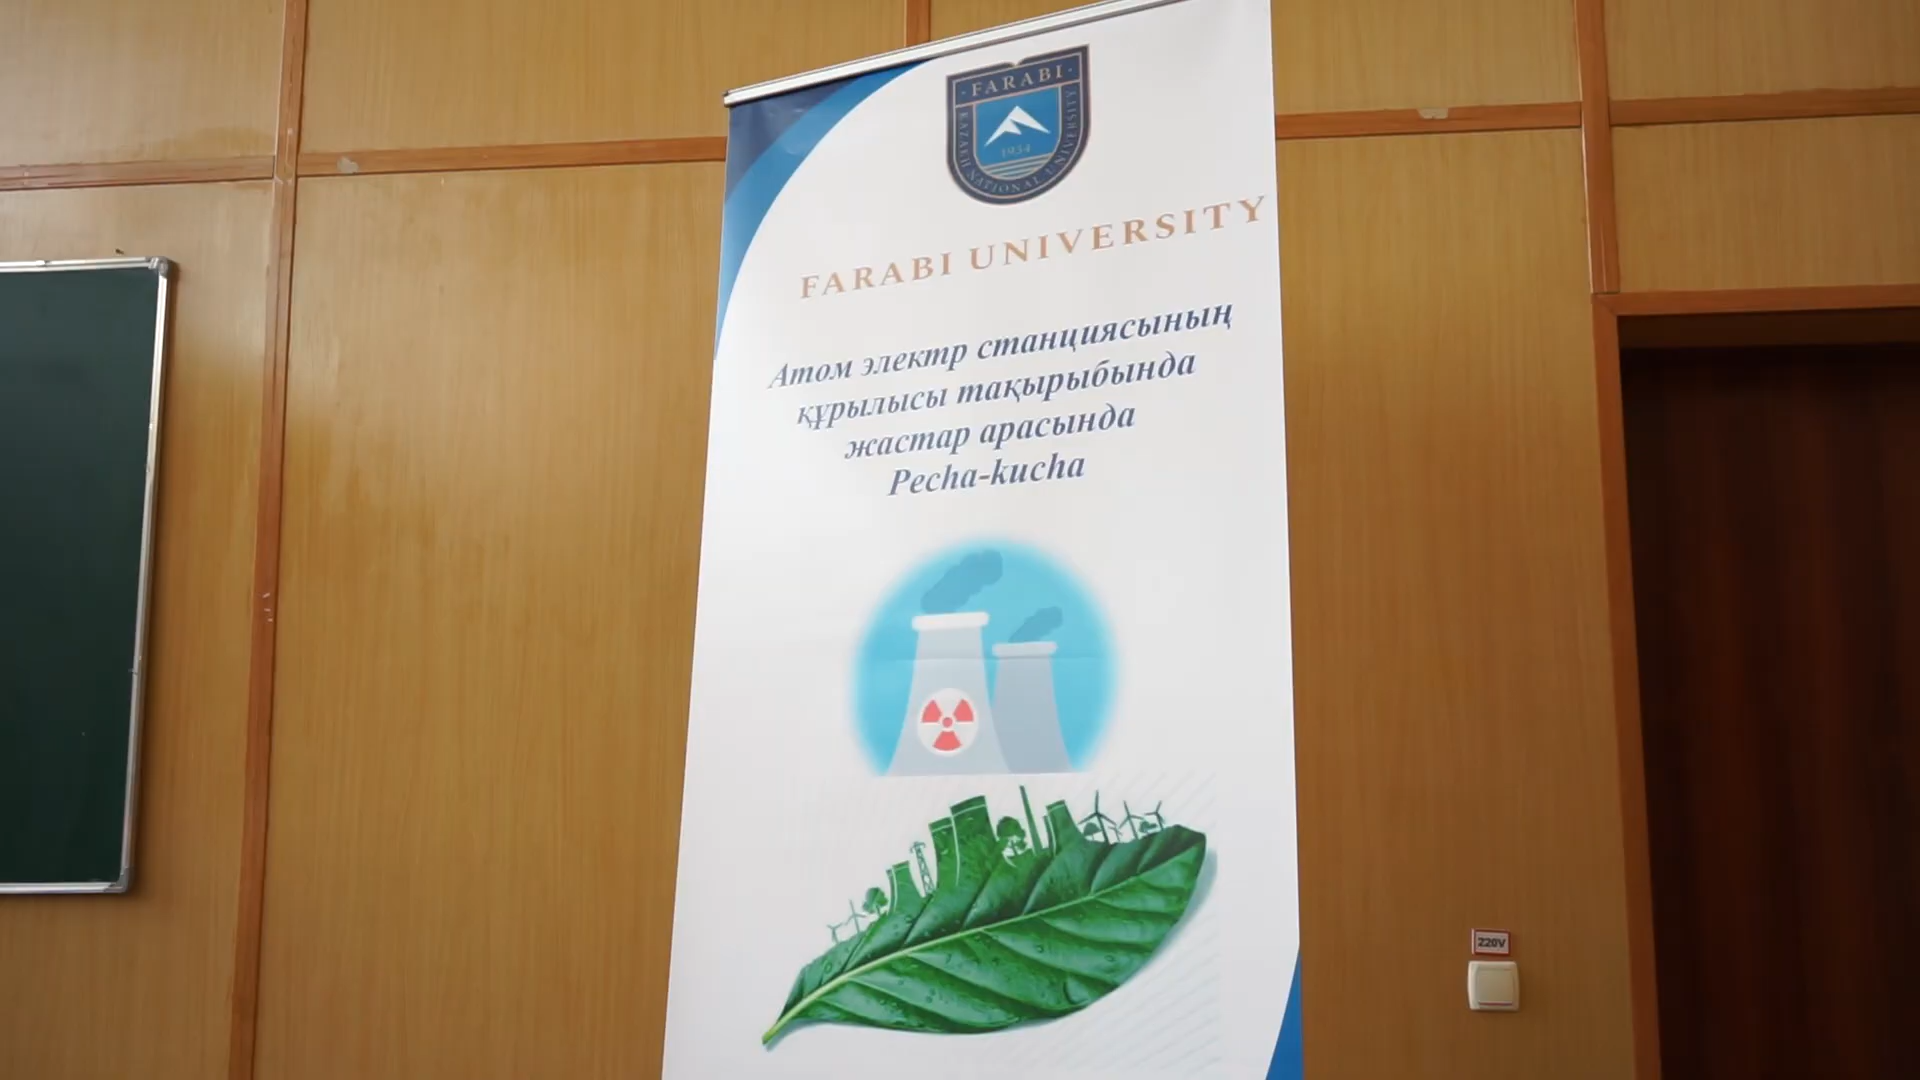 FARABI
KAZAKH NATIONAL UNIVERSITY
1934
FARABI UNIVERSITY
Атом электр станциясының
құрылысы тақырыбында
жастар арасында
Pecha-kucha
220V